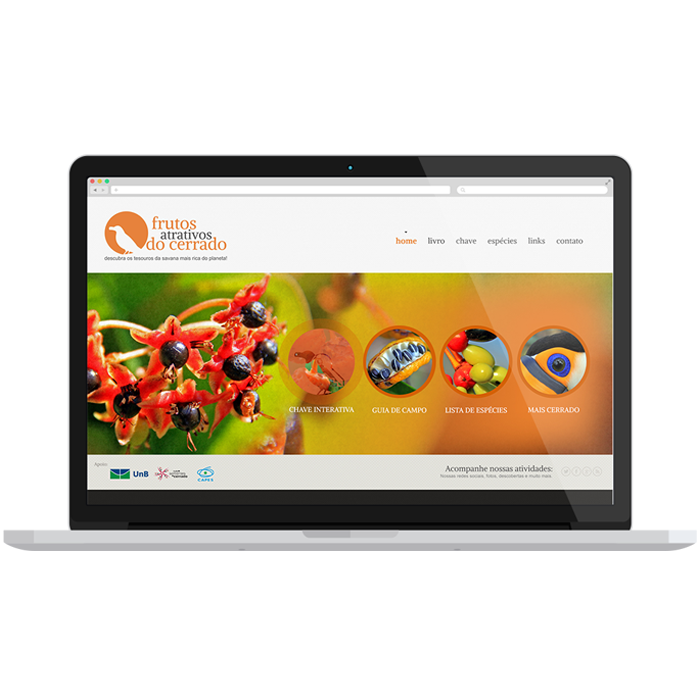 frutos
atrativos
do cerrado
descubra os tesouros da savana mais rica do planeta!
home livro chave espécies links contato
CHAVE INTERATIVA GUIA DE CAMPO LISTA DE ESPÉCIES MAIS CERRADO
Apoio:
UnB
CAPES
Acompanhe nossas atividades:
Nossas redes sociais, fotos, descobertas e muito mais.